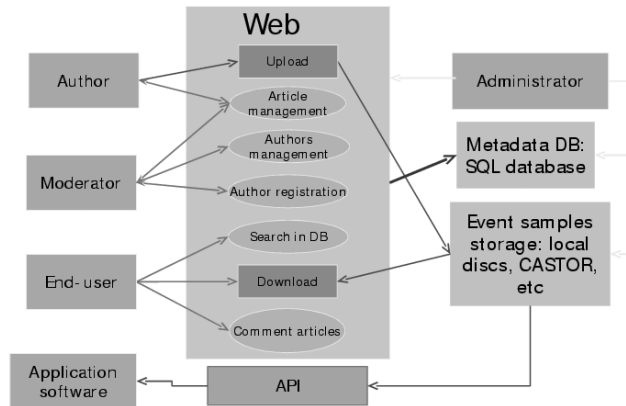 Web
Upload
Author
Administrator
Article
management
Authors
management
Metadata DB:
SQL database
Moderator
Author registration
Search in DB
Event samples
storage: local
discs, CASTOR,
etc
End- user
Download
Comment articles
Application
software
API